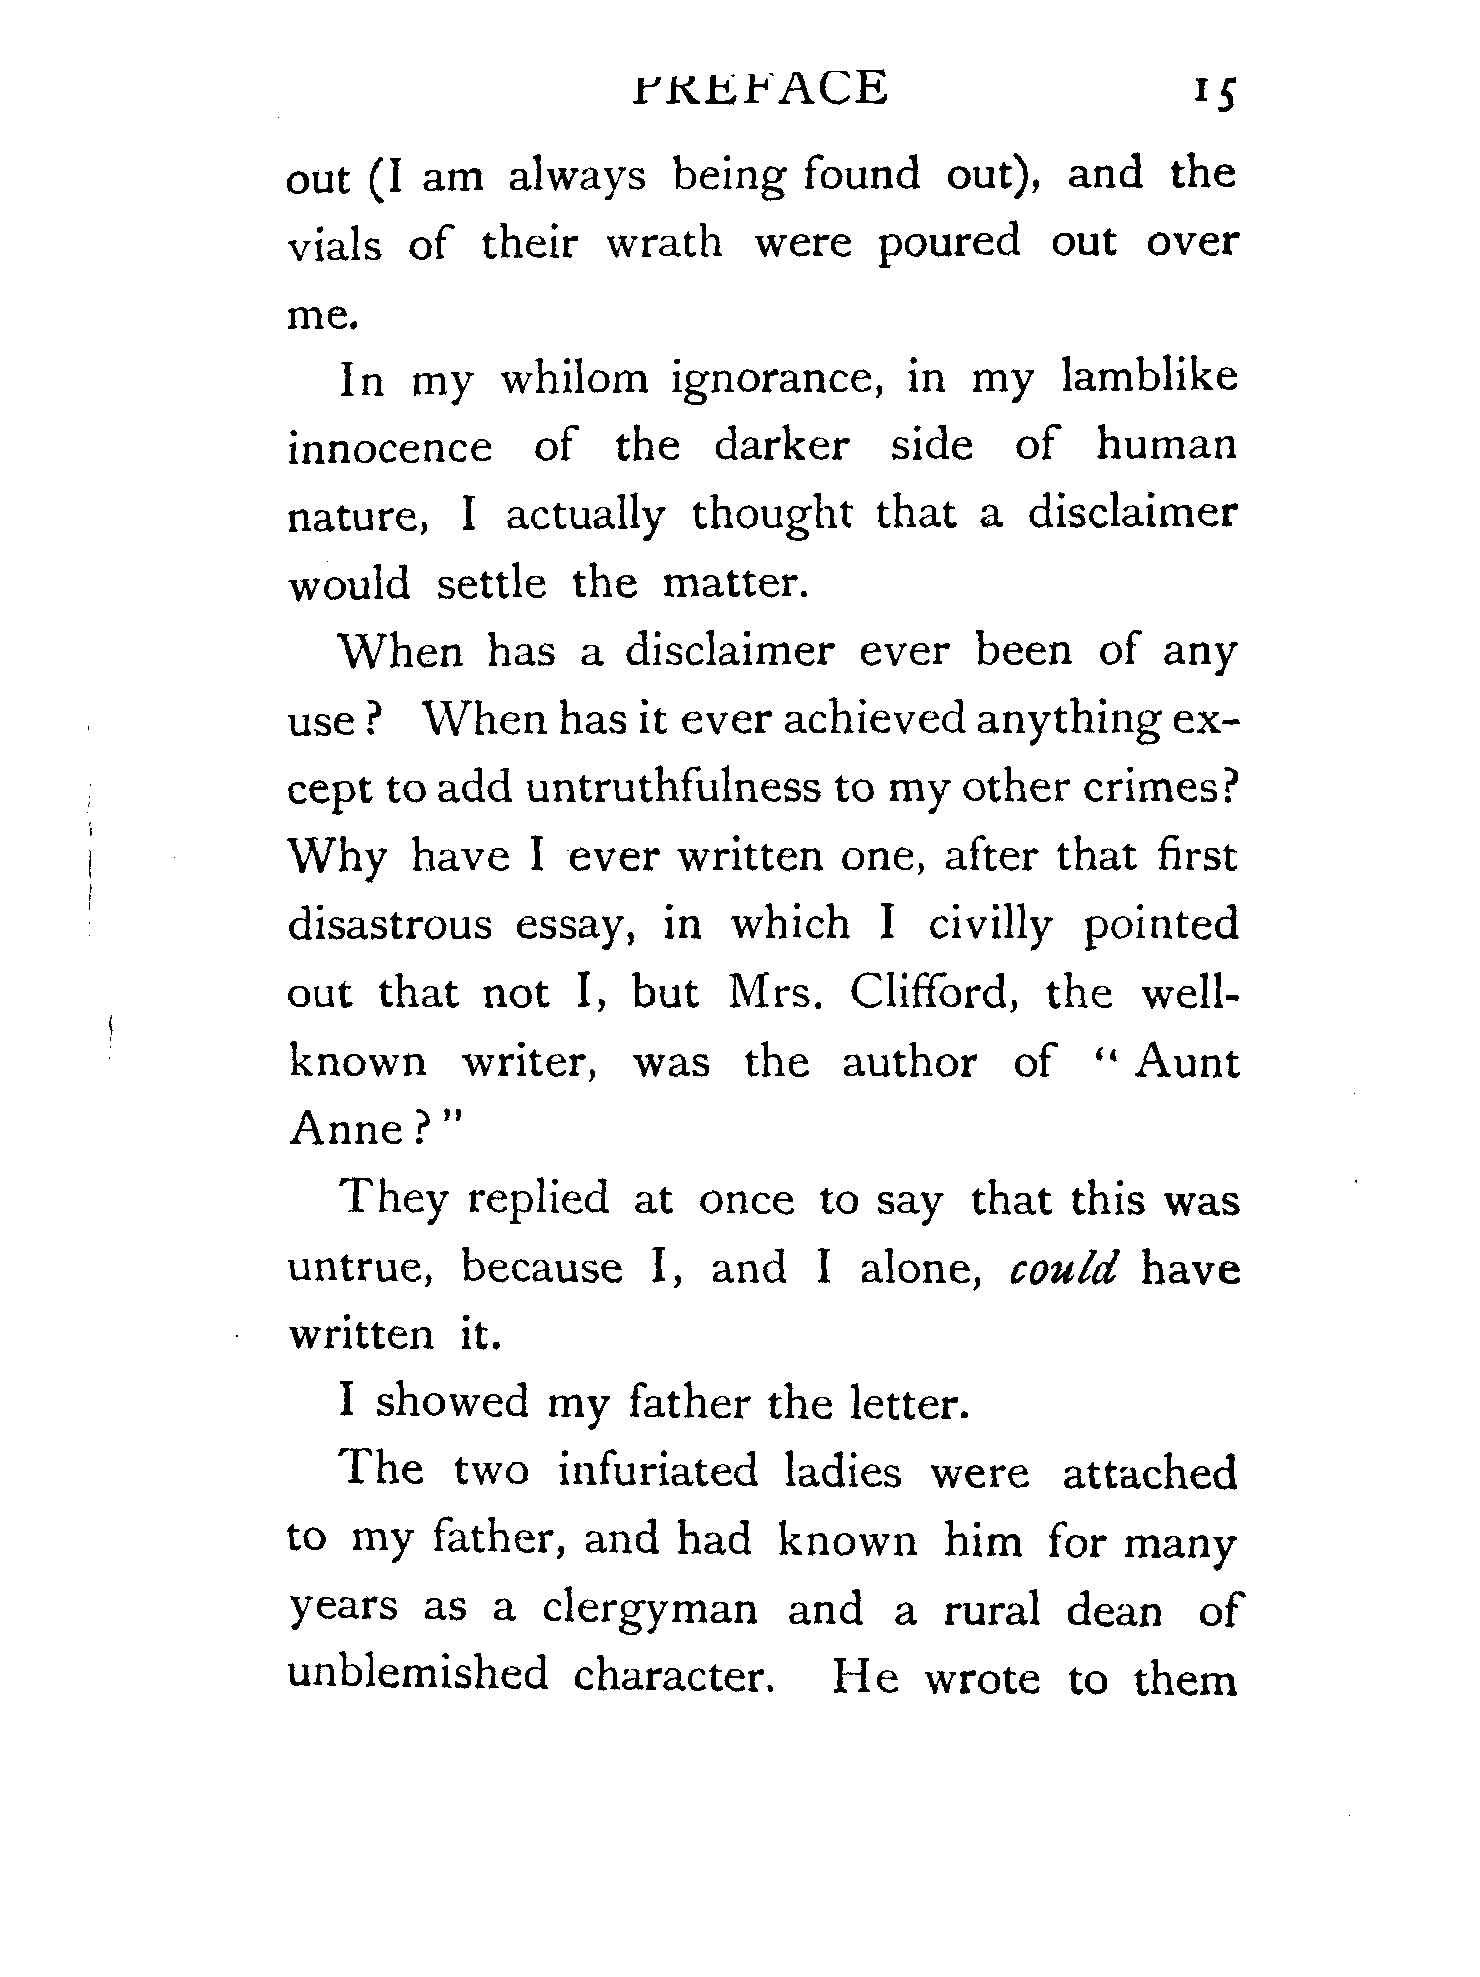 PREFACE 15
out (I am always being found out), and the
vials of their wrath were poured out over
me.
In my whilom ignorance, in my lamblike
innocence of the darker side of human
nature, I actually thought that a disclaimer
would settle the matter.
When has a disclaimer ever been of any
use? When has it ever achieved anything ex-
cept to add untruthfulness to my other crimes?
Why have I ever written one, after that first
disastrous essay, in which I civilly pointed
out that not I, but Mrs. Clifford, the well-
known writer, was the author of “Aunt
Anne?”
They replied at once to say that this was
untrue, because I, and I alone, could have
written it.
I showed my father the letter.
The two infuriated ladies were attached
to my father, and had known him for many
years as a clergyman and a rural dean of
unblemished character. He wrote to them